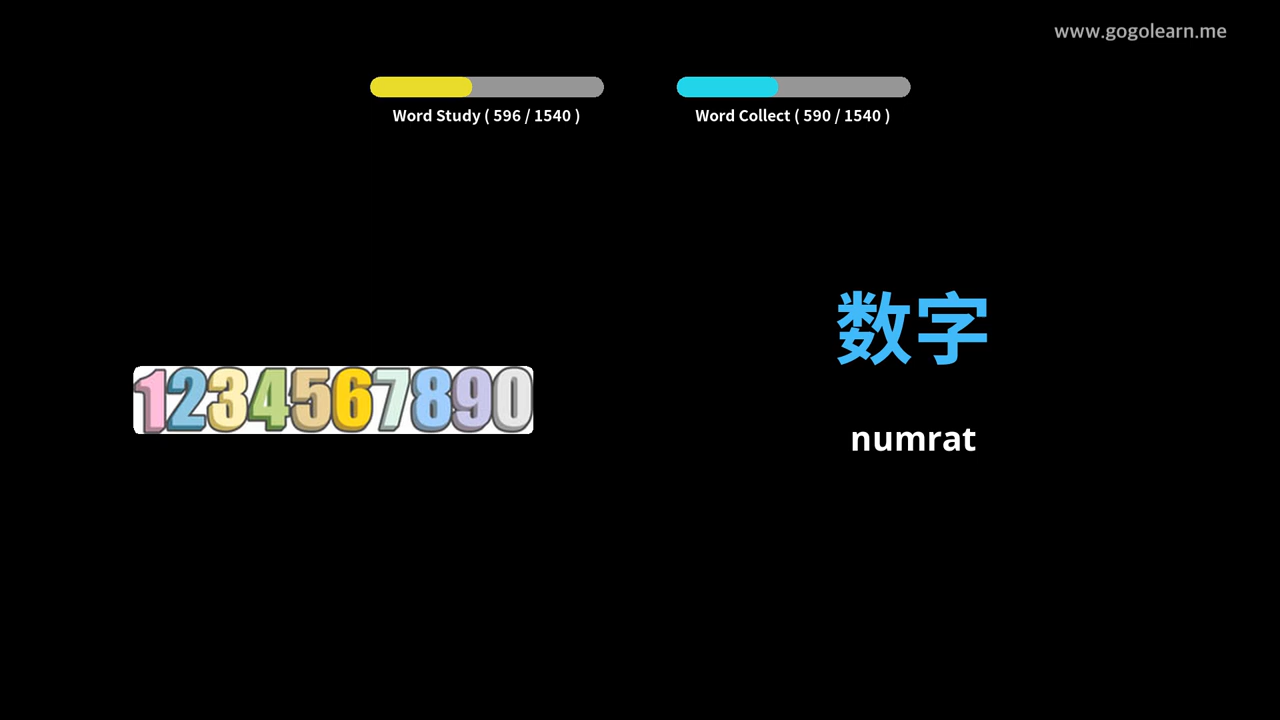 www.gogolearn.me
Word Study ( 596 / 1540 )
Word Collect ( 590 / 1540 )
1234567890
数字
numrat